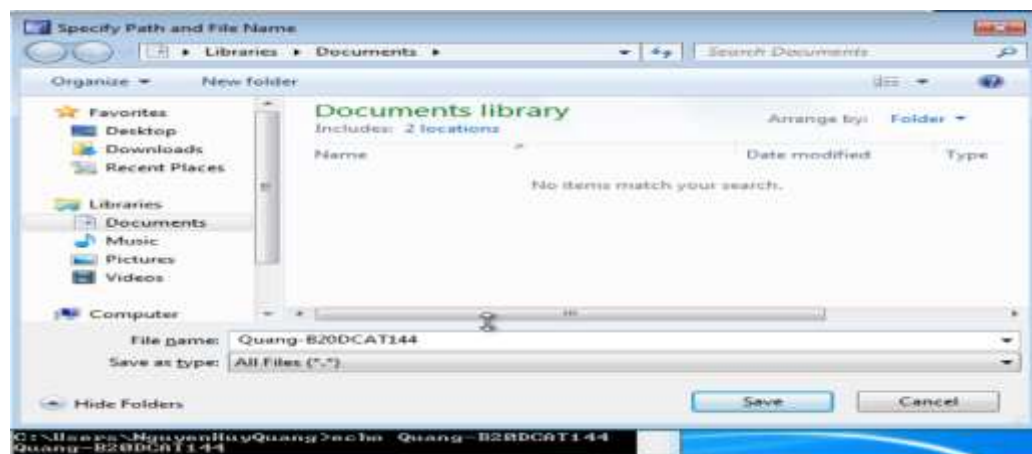 Specify Path and File Name
Libraries Documents Search Documents
Organize New folder
Favorites
Desktop
Downloads
Recent Places
Libraries
Documents
Music
Pictures
Videos
Computer
Documents library
Includes: 2 locations
Arrange by: Folder
Name Date modified Type
No items match your search.
File name: Quang-B20DCAT144
Save as type: All Files (*.*)
Hide Folders Save Cancel
C:\Users\NguyenHuyQuang>echo Quang-B20DCAT144
Quang-B20DCAT144